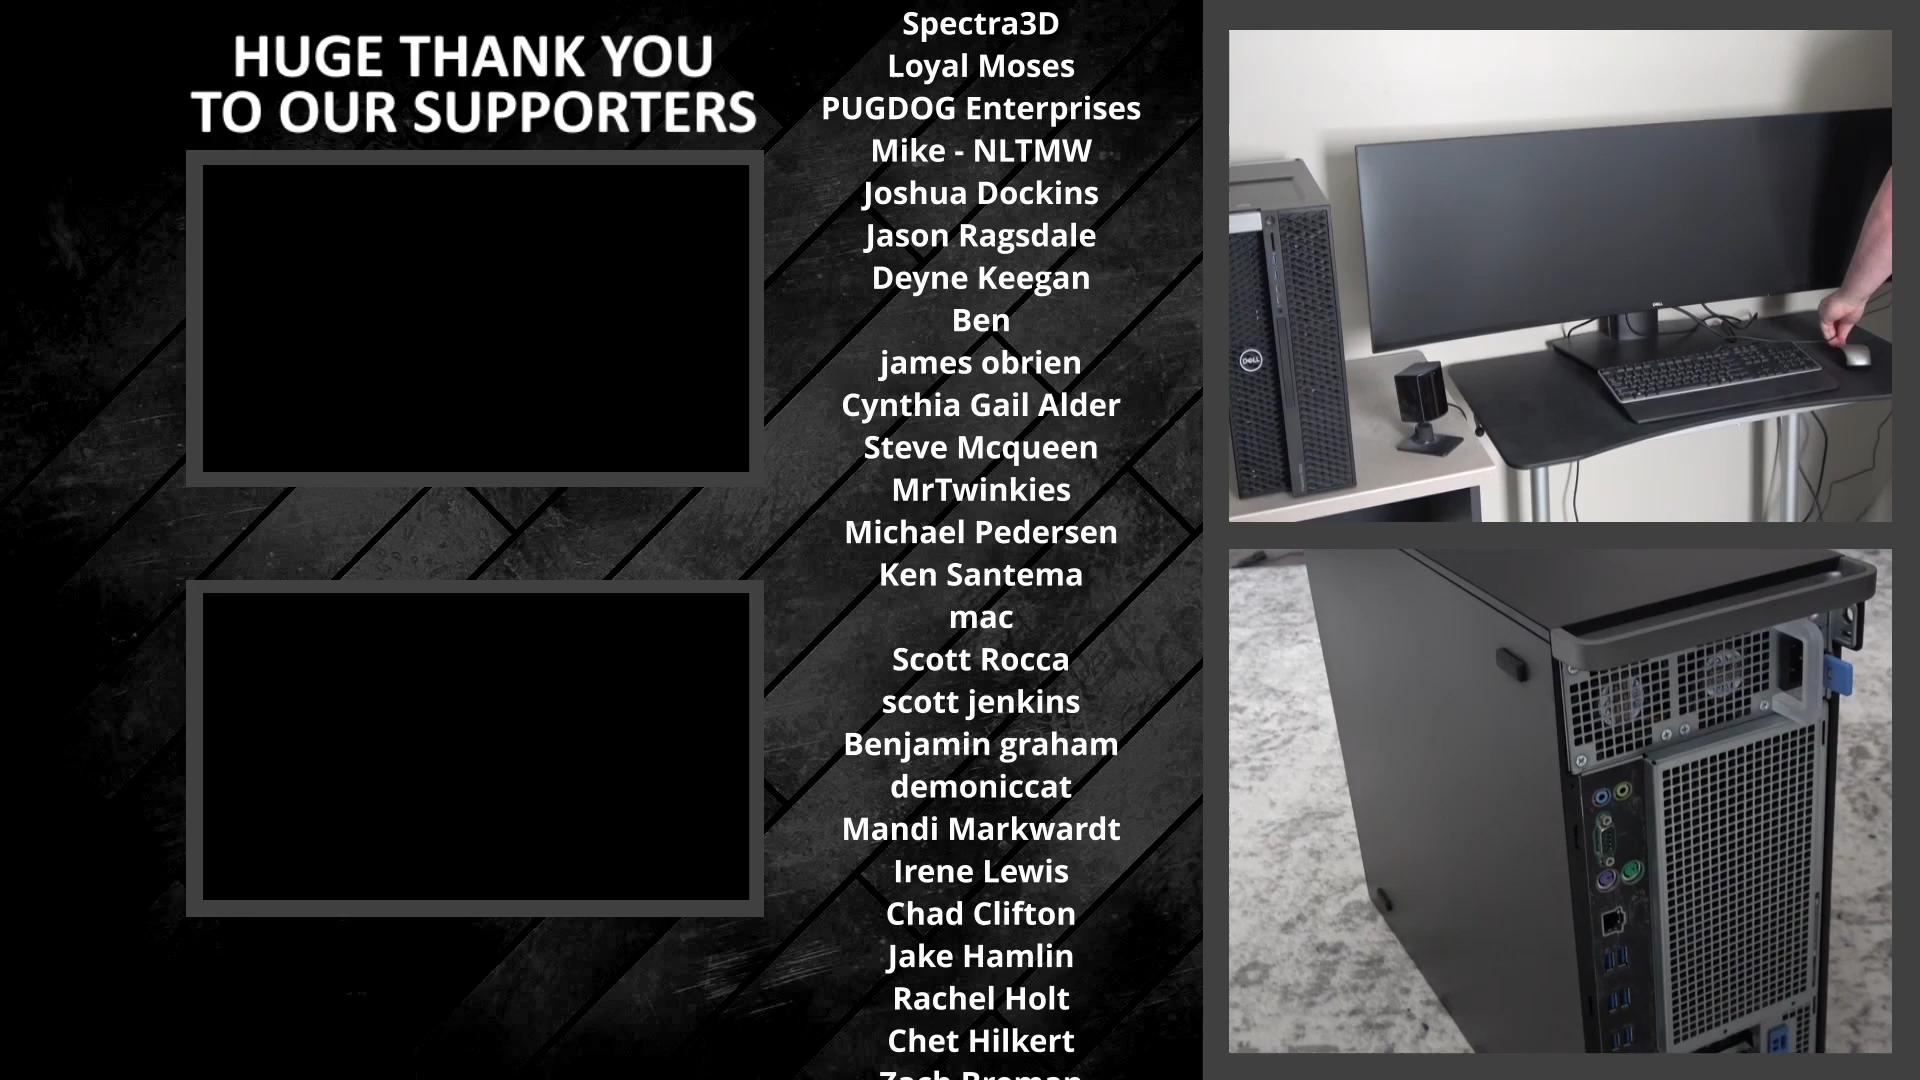 HUGE THANK YOU
TO OUR SUPPORTERS
Spectra3D
Loyal Moses
PUGDOG Enterprises
Mike - NLTMW
Joshua Dockins
Jason Ragsdale
Deyne Keegan
Ben
james obrien
Cynthia Gail Alder
Steve Mcqueen
MrTwinkies
Michael Pedersen
Ken Santema
mac
Scott Rocca
scott jenkins
Benjamin graham
demoniccat
Mandi Markwardt
Irene Lewis
Chad Clifton
Jake Hamlin
Rachel Holt
Chet Hilkert
DELL
DELL